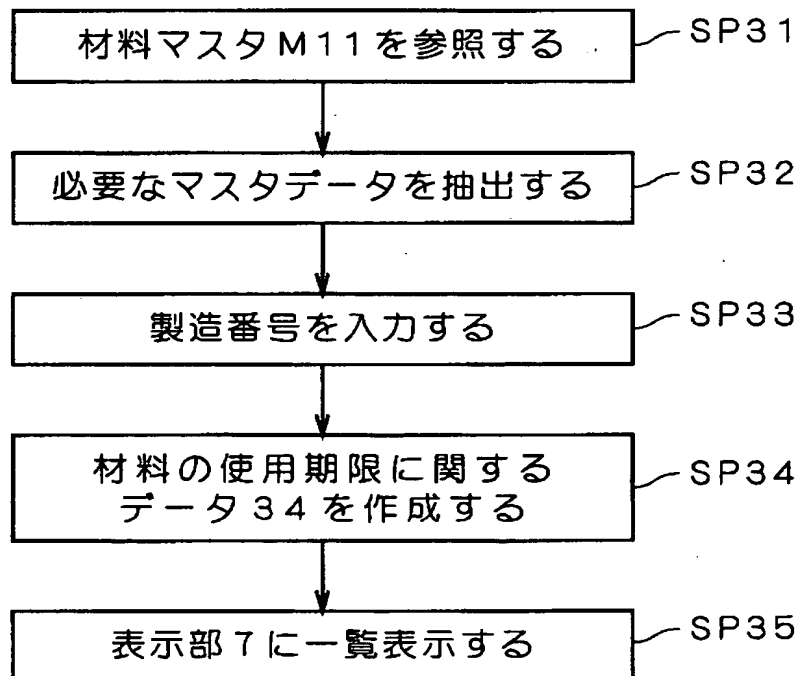 材料マスタM11を参照する
SP31
必要なマスタデータを抽出する
SP32
製造番号を入力する
SP33
材料の使用期限に関する
データ34を作成する
SP34
表示部7に一覧表示する
SP35